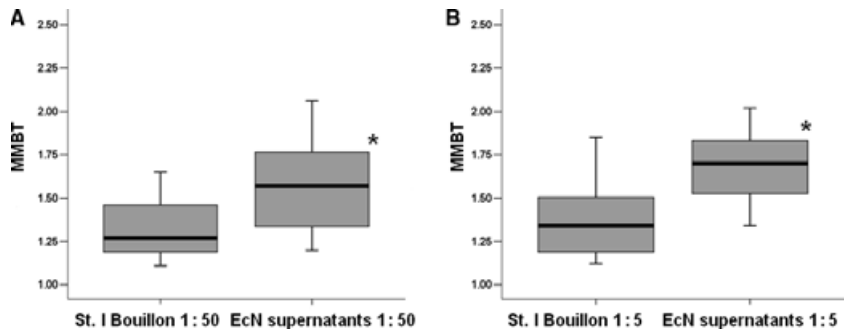 A
MMBT
2.50
2.25
2.00
1.75
1.50
1.25
1.00
*
St. I Bouillon 1 : 50 EcN supernatants 1 : 50
B
MMBT
2.50
2.25
2.00
1.75
1.50
1.25
1.00
*
St. I Bouillon 1 : 5 EcN supernatants 1 : 5